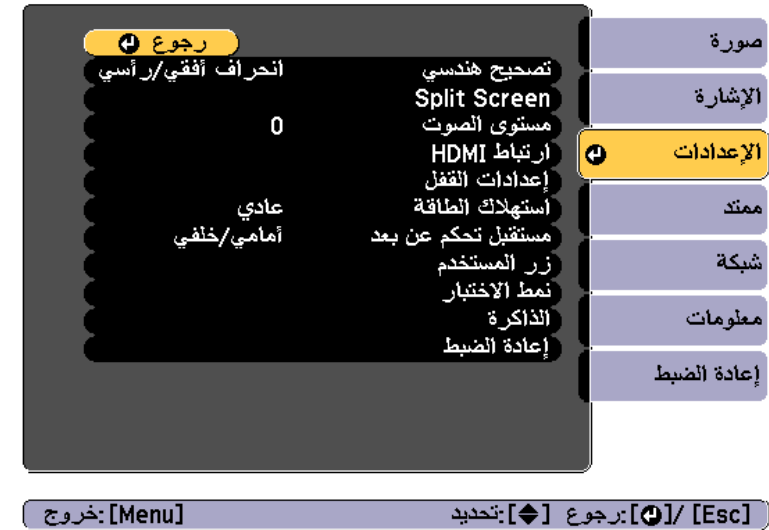 صورة
الإشارة
الإعدادات
ممتد
شبكة
معلومات
إعادة الضبط
رجوع
تصحيح هندسي انحراف أفقي/رأسي
Split Screen
مستوى الصوت 0
ارتباط HDMI
إعدادات القفل
استهلاك الطاقة عادي
مستقبل تحكم عن بعد أمامي/خلفي
زر المستخدم
نمط الاختبار
الذاكرة
إعادة الضبط
[Esc] /[⏎]:رجوع [◆]:تحديد [Menu]:خروج